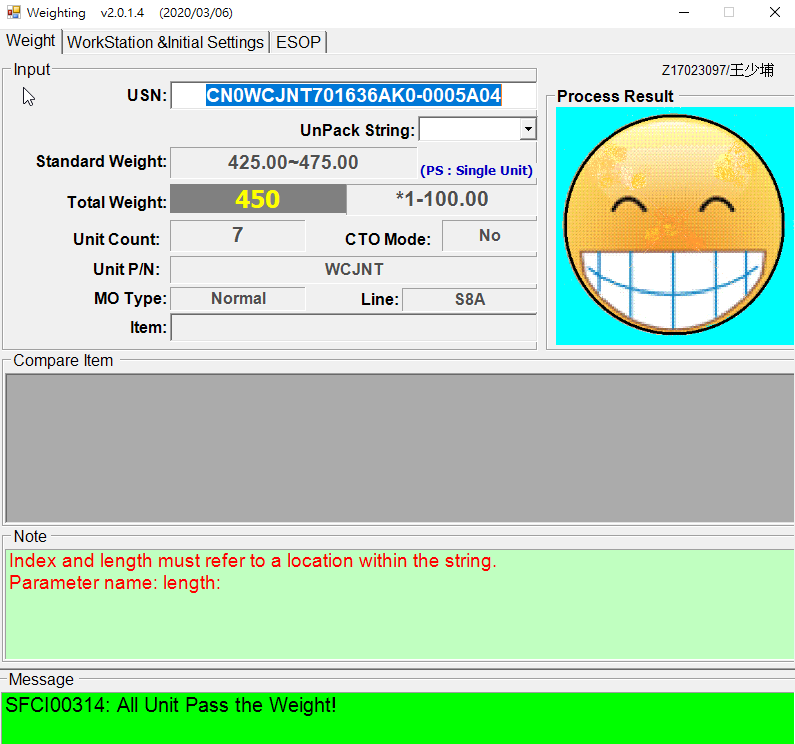 Weighting v2.0.1.4 (2020/03/06)
Weight WorkStation &Initial Settings ESOP
Input
Z17023097/王少埔
USN: CN0WCJNT701636AK0-0005A04
UnPack String:
Standard Weight: 425.00~475.00 (PS : Single Unit)
Total Weight: 450 *1-100.00
Unit Count: 7 CTO Mode: No
Unit P/N: WCJNT
MO Type: Normal Line: S8A
Item:
Process Result
Compare Item
Note
Index and length must refer to a location within the string.
Parameter name: length:
Message
SFCI00314: All Unit Pass the Weight!